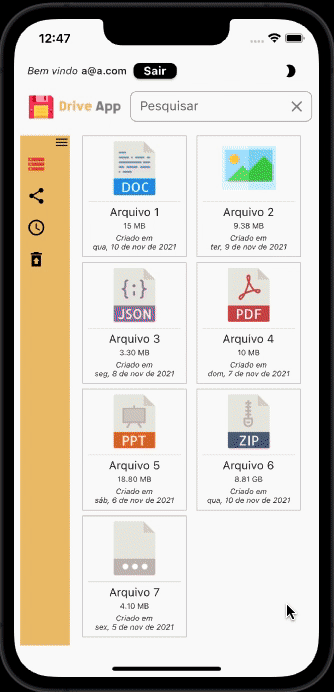 12:47
Bem vindo a@a.com Sair
Drive App
Pesquisar
DOC
Arquivo 1
15 MB
Criado em
qua, 10 de nov de 2021
Arquivo 2
9.38 MB
Criado em
ter, 9 de nov de 2021
{;}
JSON
Arquivo 3
3.30 MB
Criado em
seg, 8 de nov de 2021
PDF
Arquivo 4
10 MB
Criado em
dom, 7 de nov de 2021
PPT
Arquivo 5
18.80 MB
Criado em
sáb, 6 de nov de 2021
ZIP
Arquivo 6
8.81 GB
Criado em
qua, 10 de nov de 2021
Arquivo 7
4.10 MB
Criado em
sex, 5 de nov de 2021